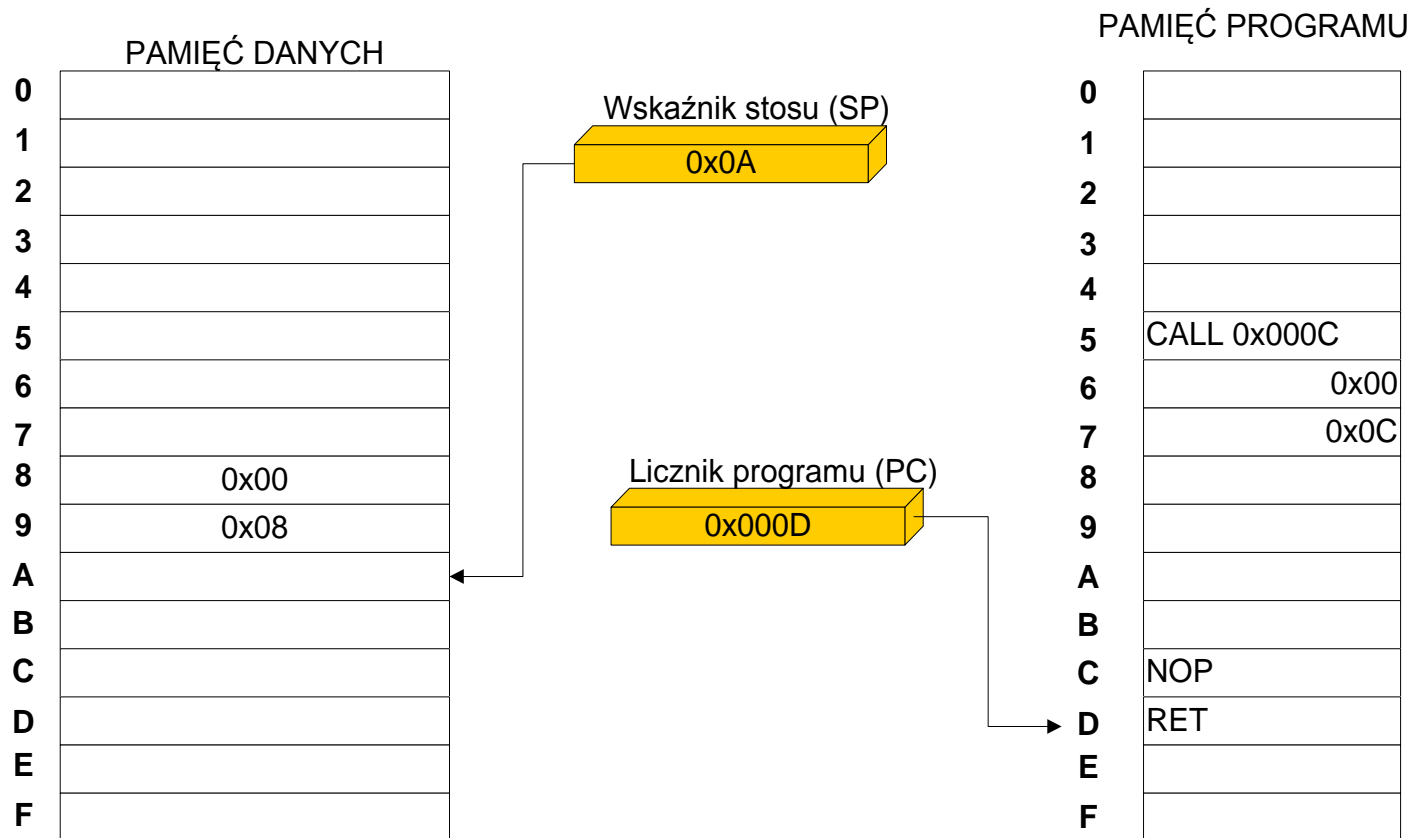 PAMIĘĆ DANYCH
0
1
2
3
4
5
6
7
8 0x00
9 0x08
A
B
C
D
E
F
Wskaźnik stosu (SP)
0x0A
Licznik programu (PC)
0x000D
PAMIĘĆ PROGRAMU
0
1
2
3
4
5 CALL 0x000C
6 0x00
7 0x0C
8
9
A
B
C NOP
D RET
E
F